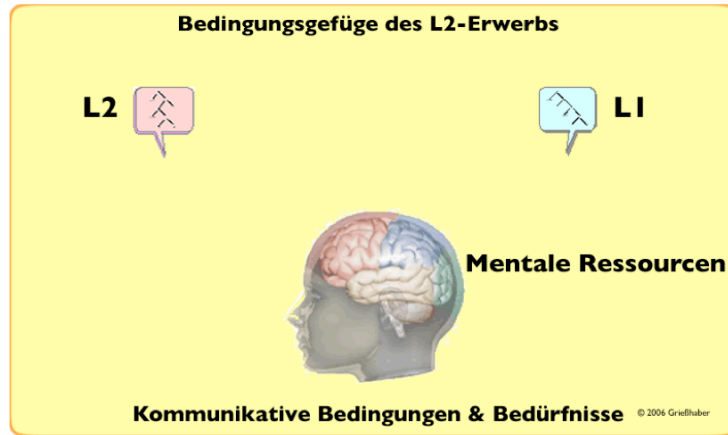 Bedingungsgefüge des L2-Erwerbs
L2
L1
Mentale Ressourcen
Kommunikative Bedingungen & Bedürfnisse
© 2006 Grießhaber